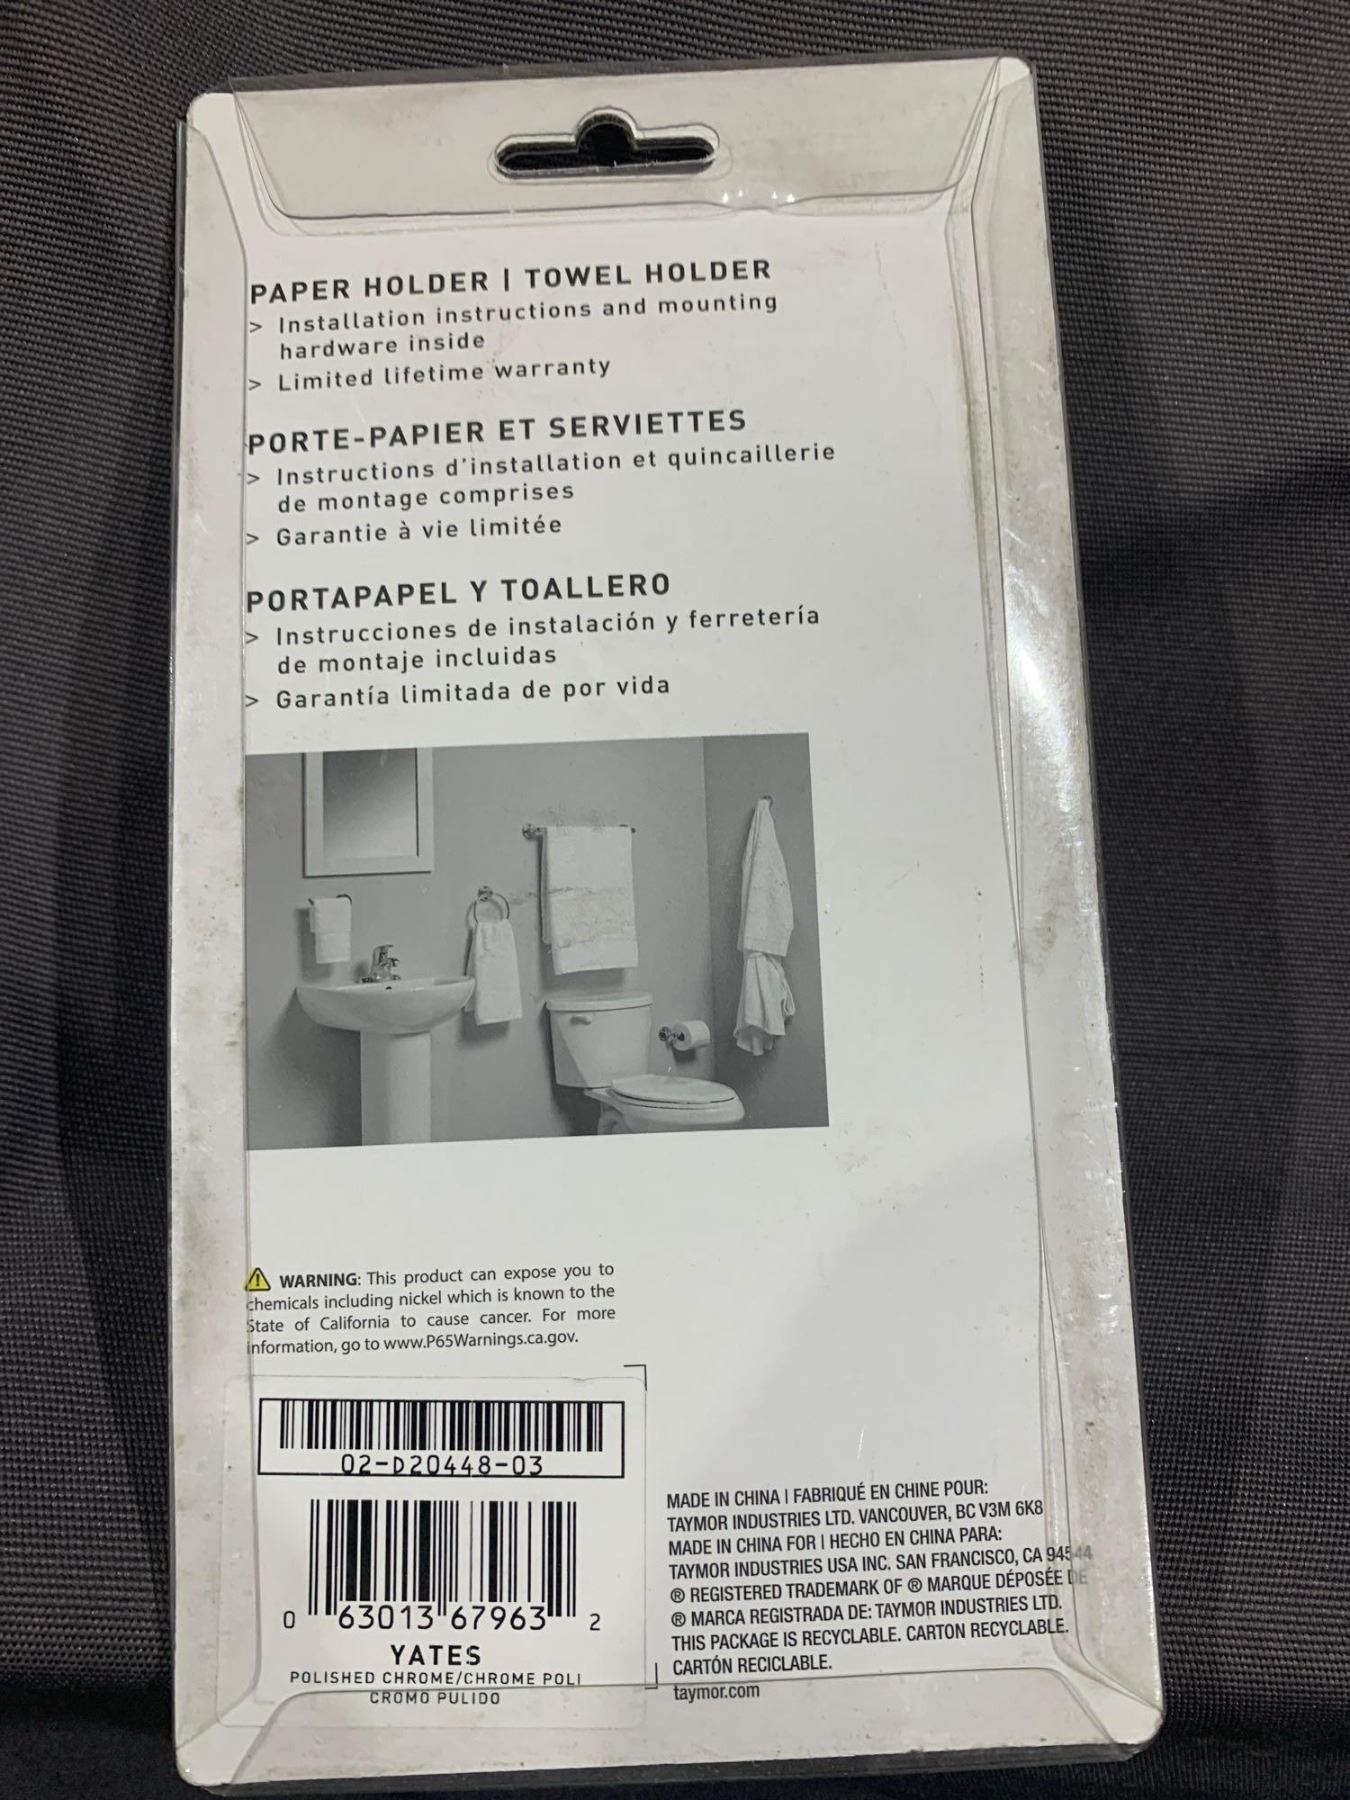 PAPER HOLDER | TOWEL HOLDER
> Installation instructions and mounting
hardware inside
> Limited lifetime warranty
PORTE-PAPIER ET SERVIETTES
> Instructions d'installation et quincaillerie
de montage comprises
> Garantie à vie limitée
PORTAPAPEL Y TOALLERO
> Instrucciones de instalación y ferretería
de montaje incluidas
> Garantía limitada de por vida
WARNING: This product can expose you to
chemicals including nickel which is known to the
State of California to cause cancer. For more
information, go to www.P65Warnings.ca.gov.
02-D20448-03
0 63013 67963 2
YATES
POLISHED CHROME/CHROME POLI
CROMO PULIDO
MADE IN CHINA | FABRIQUÉ EN CHINE POUR:
TAYMOR INDUSTRIES LTD. VANCOUVER, BC V3M 6K8
MADE IN CHINA FOR | HECHO EN CHINA PARA:
TAYMOR INDUSTRIES USA INC. SAN FRANCISCO, CA 94544
® REGISTERED TRADEMARK OF ® MARQUE DÉPOSÉE DE
® MARCA REGISTRADA DE: TAYMOR INDUSTRIES LTD.
THIS PACKAGE IS RECYCLABLE. CARTON RECYCLABLE.
CARTÓN RECICLABLE.
taymor.com